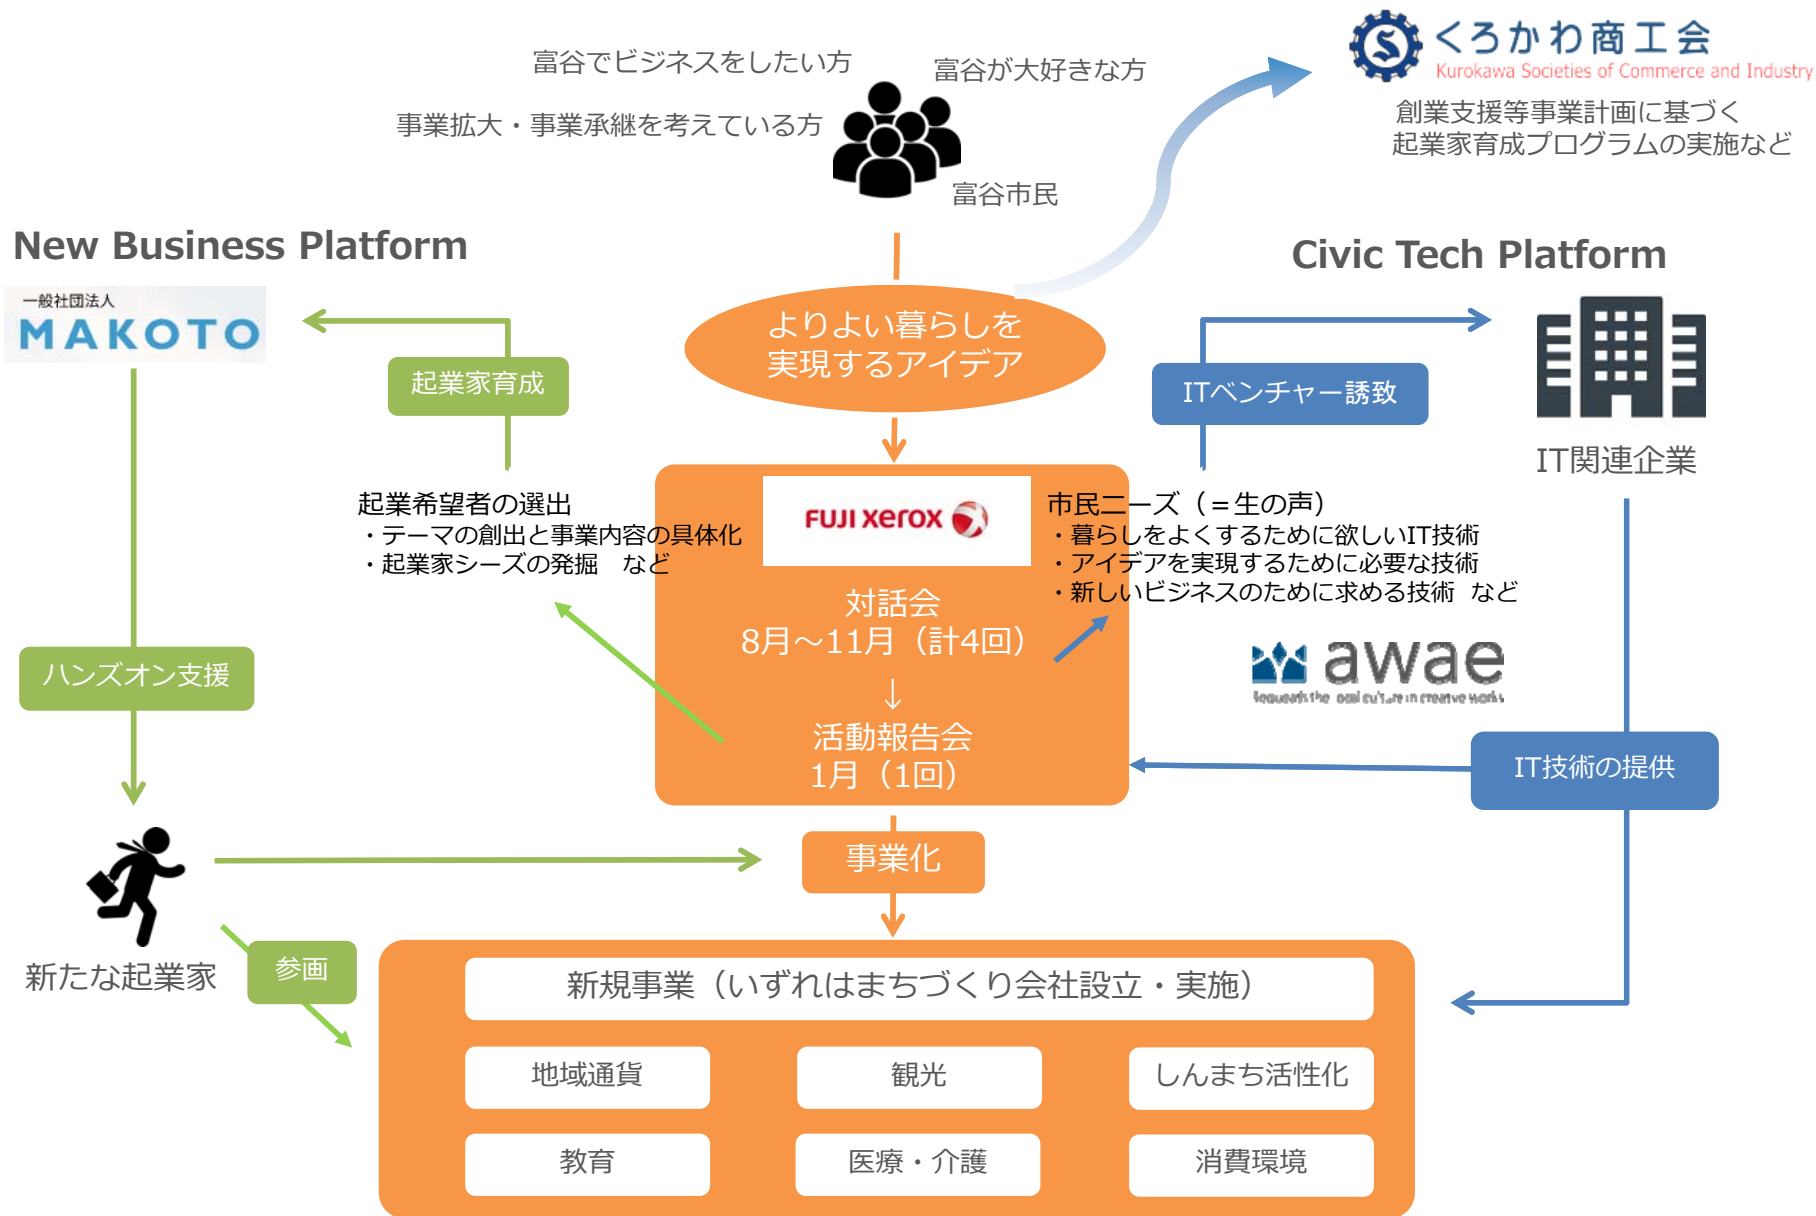 くろかわ商工会
Kurokawa Societies of Commerce and Industry
創業支援等事業計画に基づく
起業家育成プログラムの実施など
富谷でビジネスをしたい方
富谷が大好きな方
事業拡大・事業承継を考えている方
富谷市民
New Business Platform
一般社団法人
MAKOTO
起業家育成
よりよい暮らしを
実現するアイデア
Civic Tech Platform
ITベンチャー誘致
IT関連企業
起業希望者の選出
・テーマの創出と事業内容の具体化
・起業家シーズの発掘 など
FUJI xerox
対話会
8月～11月（計4回）
↓
活動報告会
1月（1回）
市民ニーズ（＝生の声）
・暮らしをよくするために欲しいIT技術
・アイデアを実現するために必要な技術
・新しいビジネスのために求める技術 など
awae
ハンズオン支援
IT技術の提供
事業化
新たな起業家
参画
新規事業（いずれはまちづくり会社設立・実施）
地域通貨
観光
しんまち活性化
教育
医療・介護
消費環境